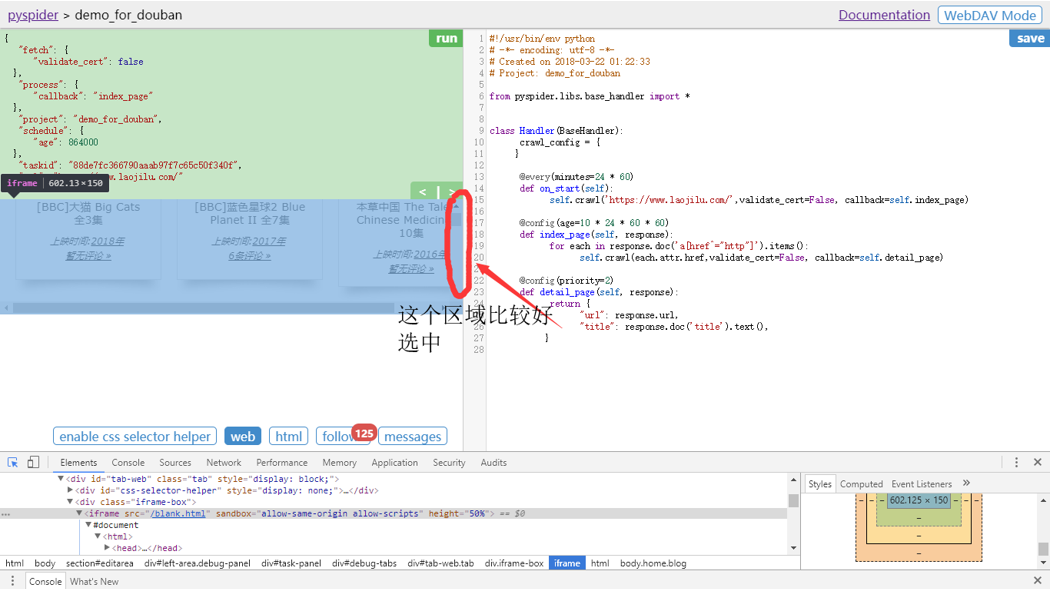 pyspider > demo_for_douban
Documentation
WebDAV Mode
{
"fetch": {
"validate_cert": false
},
"process": {
"callback": "index_page"
},
"project": "demo_for_douban",
"schedule": {
"age": 864000
},
"taskid": "88de7fc366790aaab97f7c65c50f340f",
www.laojilu.com/"
run
iframe | 602.13×150
< | >
[BBC]大猫 Big Cats
全3集
上映时间:2018年
暂无评论 »
[BBC]蓝色星球2 Blue
Planet II 全7集
上映时间:2017年
6条评论 »
本草中国 The Tale
Chinese Medicine
10集
上映时间:2016年
暂无评论 »
这个区域比较好
选中
enable css selector helper
web
html
follow
125
messages
save
1 #!/usr/bin/env python
2 # -*- encoding: utf-8 -*-
3 # Created on 2018-03-22 01:22:33
4 # Project: demo_for_douban
5
6 from pyspider.libs.base_handler import *
7
8
9 class Handler(BaseHandler):
10 crawl_config = {
11 }
12
13 @every(minutes=24 * 60)
14 def on_start(self):
15 self.crawl('https://www.laojilu.com/',validate_cert=False, callback=self.index_page)
16
17 @config(age=10 * 24 * 60 * 60)
18 def index_page(self, response):
19 for each in response.doc('a[href^="http"]').items():
20 self.crawl(each.attr.href,validate_cert=False, callback=self.detail_page)
22 @config(priority=2)
23 def detail_page(self, response):
24 return {
"url": response.url,
26 "title": response.doc('title').text(),
27 }
28
Elements Console Sources Network Performance Memory Application Security Audits
▼<div id="tab-web" class="tab" style="display: block;">
▶<div id="css-selector-helper" style="display: none;">…</div>
▼<div class="iframe-box">
… ▼<iframe src="/blank.html" sandbox="allow-same-origin allow-scripts" height="50%"> == $0
▼#document
▼<html>
▶<head>…</head>
html body section#editarea div#left-area.debug-panel div#task-panel div#debug-tabs div#tab-web.tab div.iframe-box iframe html body.home.blog
Styles Computed Event Listeners »
602.125 × 150
Console What's New